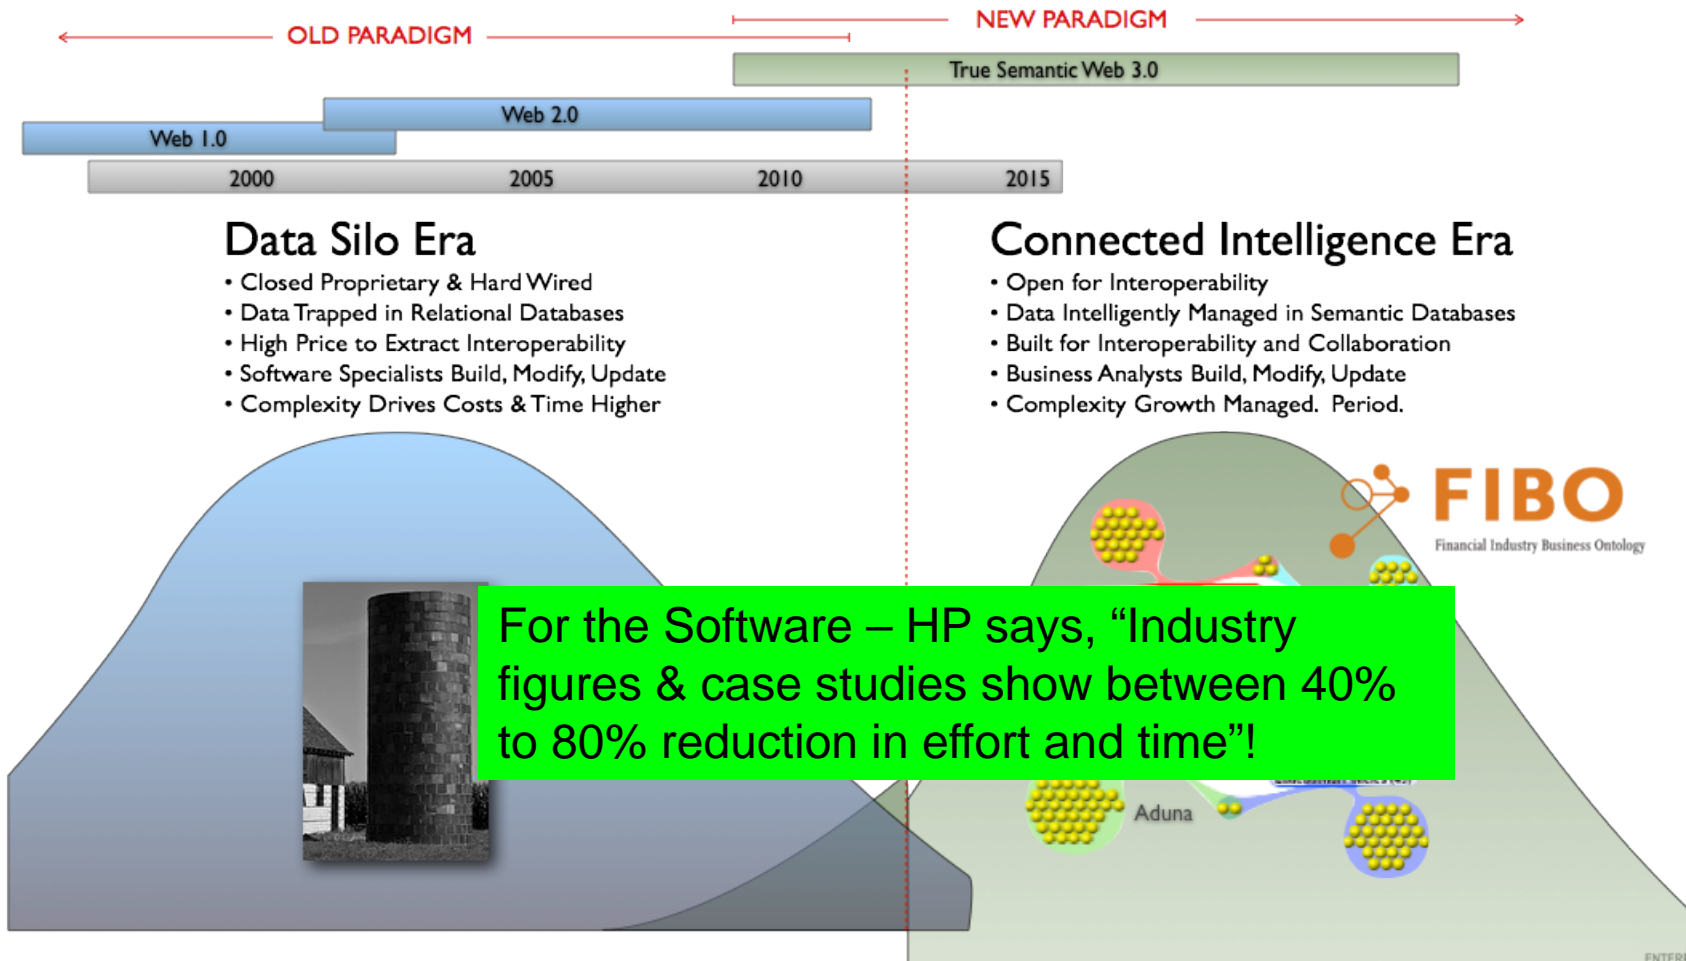 NEW PARADIGM
OLD PARADIGM
True Semantic Web 3.0
Web 2.0
Web 1.0
2000 2005 2010 2015
Data Silo Era
• Closed Proprietary & Hard Wired
• Data Trapped in Relational Databases
• High Price to Extract Interoperability
• Software Specialists Build, Modify, Update
• Complexity Drives Costs & Time Higher
Connected Intelligence Era
• Open for Interoperability
• Data Intelligently Managed in Semantic Databases
• Built for Interoperability and Collaboration
• Business Analysts Build, Modify, Update
• Complexity Growth Managed. Period.
FIBO
Financial Industry Business Ontology
For the Software – HP says, “Industry
figures & case studies show between 40%
to 80% reduction in effort and time”!
Aduna